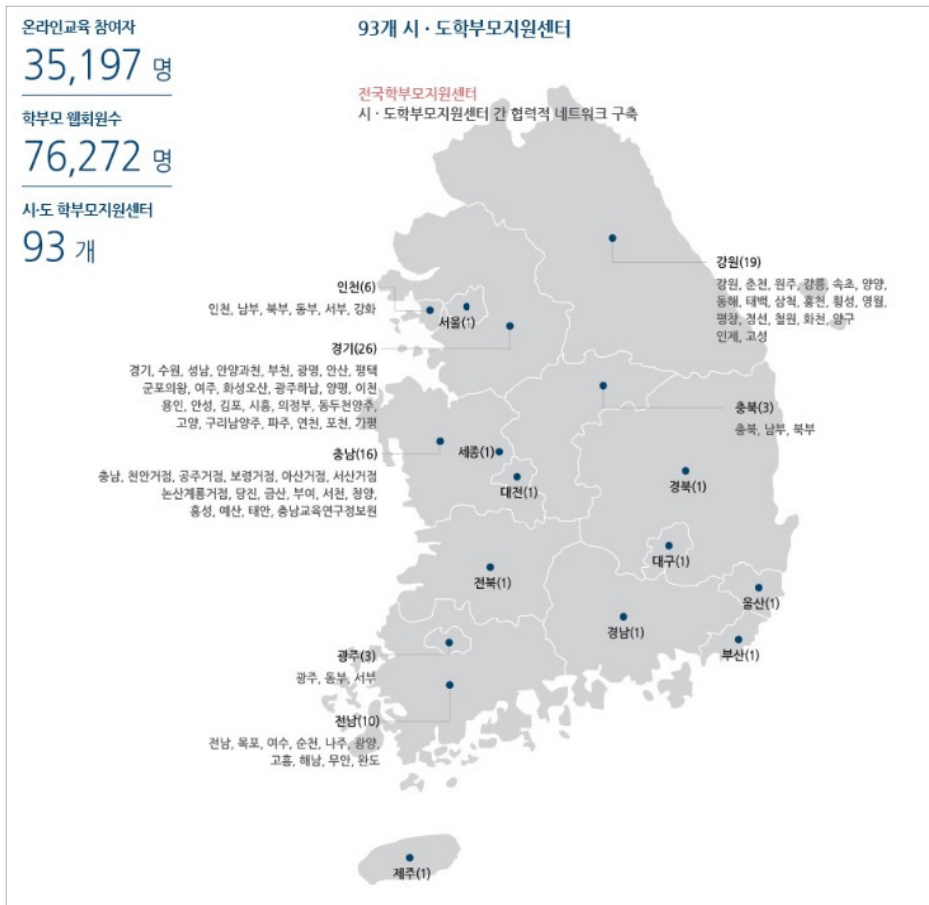 온라인교육 참여자
35,197 명
학부모 웹회원수
76,272 명
시·도 학부모지원센터
93 개
93개 시·도학부모지원센터
전국학부모지원센터
시·도학부모지원센터 간 협력적 네트워크 구축
강원(19)
강원, 춘천, 원주, 강릉, 속초, 양양,
동해, 태백, 삼척, 홍천, 횡성, 영월,
평창, 정선, 철원, 화천, 양구
인제, 고성
인천(6)
인천, 남부, 북부, 동부, 서부, 강화
서울(1)
경기(26)
경기, 수원, 성남, 안양과천, 부천, 광명, 안산, 평택
군포의왕, 여주, 화성오산, 광주하남, 양평, 이천
용인, 안성, 김포, 시흥, 의정부, 동두천양주,
고양, 구리남양주, 파주, 연천, 포천, 가평
충북(3)
충북, 남부, 북부
충남(16)
충남, 천안거점, 공주거점, 보령거점, 아산거점, 서산거점
논산계룡거점, 당진, 금산, 부여, 서천, 청양,
홍성, 예산, 태안, 충남교육연구정보원
세종(1)
대전(1)
경북(1)
대구(1)
전북(1)
울산(1)
경남(1)
부산(1)
광주(3)
광주, 동부, 서부
전남(10)
전남, 목포, 여수, 순천, 나주, 광양,
고흥, 해남, 무안, 완도
제주(1)